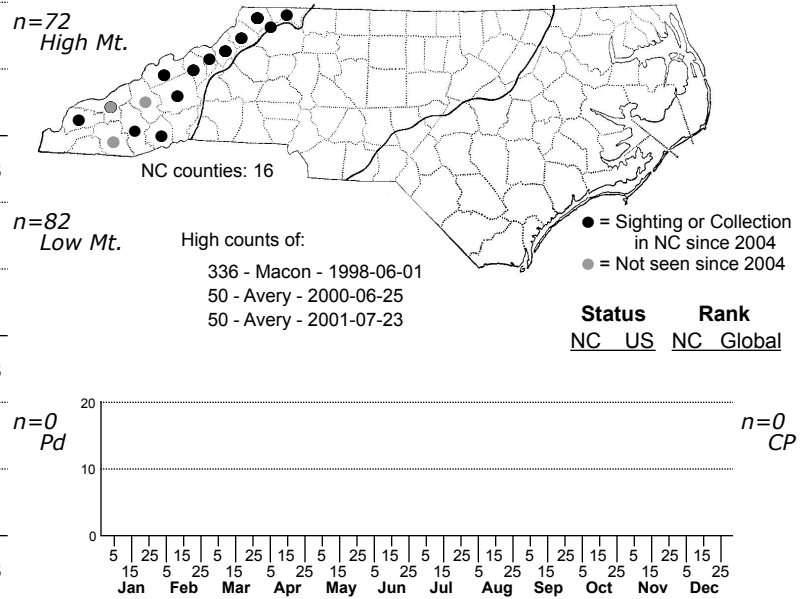 n=72
High Mt.
NC counties: 16
n=82
Low Mt.
High counts of:
336 - Macon - 1998-06-01
50 - Avery - 2000-06-25
50 - Avery - 2001-07-23
= Sighting or Collection
in NC since 2004
= Not seen since 2004
Status Rank
NC US NC Global
n=0
Pd
20
10
0
n=0
CP
5 25 15 5 25 15 5 25 15 5 25 15 5 25 15 5 25 15
15 5 25 15 5 25 15 5 25 15 5 25 15 5 25 15 5 25
Jan Feb Mar Apr May Jun Jul Aug Sep Oct Nov Dec